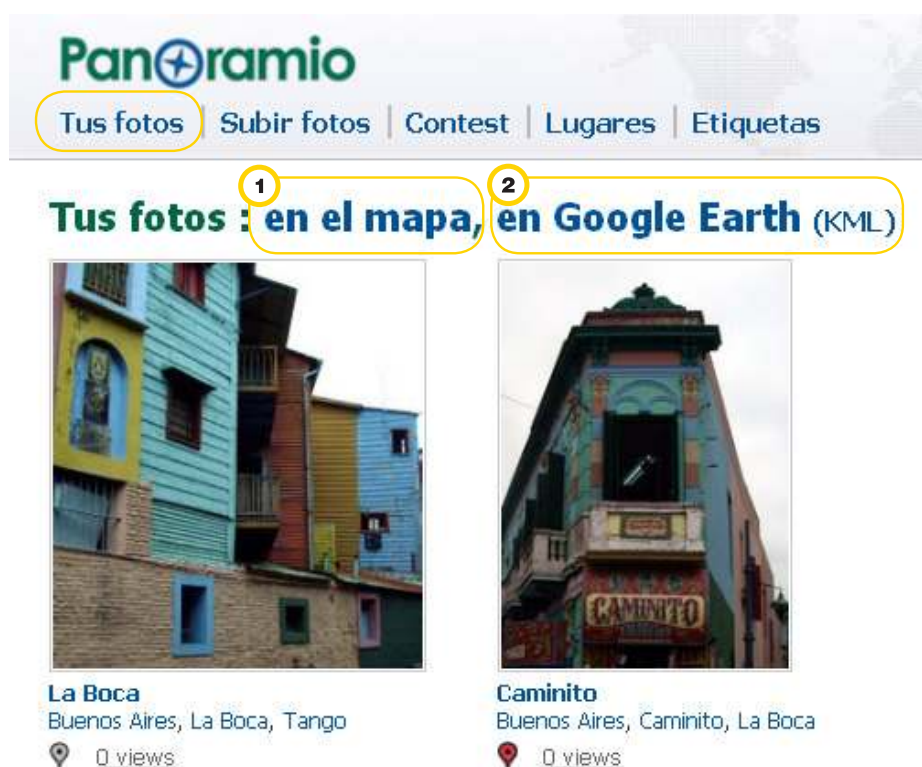 Panoramio
Tus fotos | Subir fotos | Contest | Lugares | Etiquetas
1 2
Tus fotos : en el mapa, en Google Earth (KML)
CAMINITO
La Boca
Buenos Aires, La Boca, Tango
0 views
Caminito
Buenos Aires, Caminito, La Boca
0 views